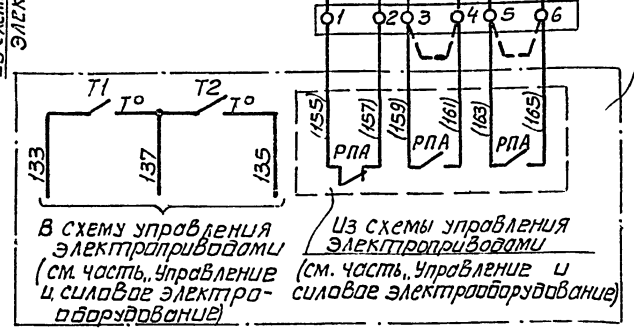 1 2 3 4 5 6
T1 T° T2 T°
133 137 135
(155) (157) (159) (161) (163) (165)
РПА РПА РПА
В схему управления
электроприводами
(см. часть „Управление
и силовое электро-
оборудование)
Из схемы управления
электроприводами
(см. часть „Управление и
силовое электрооборудование)